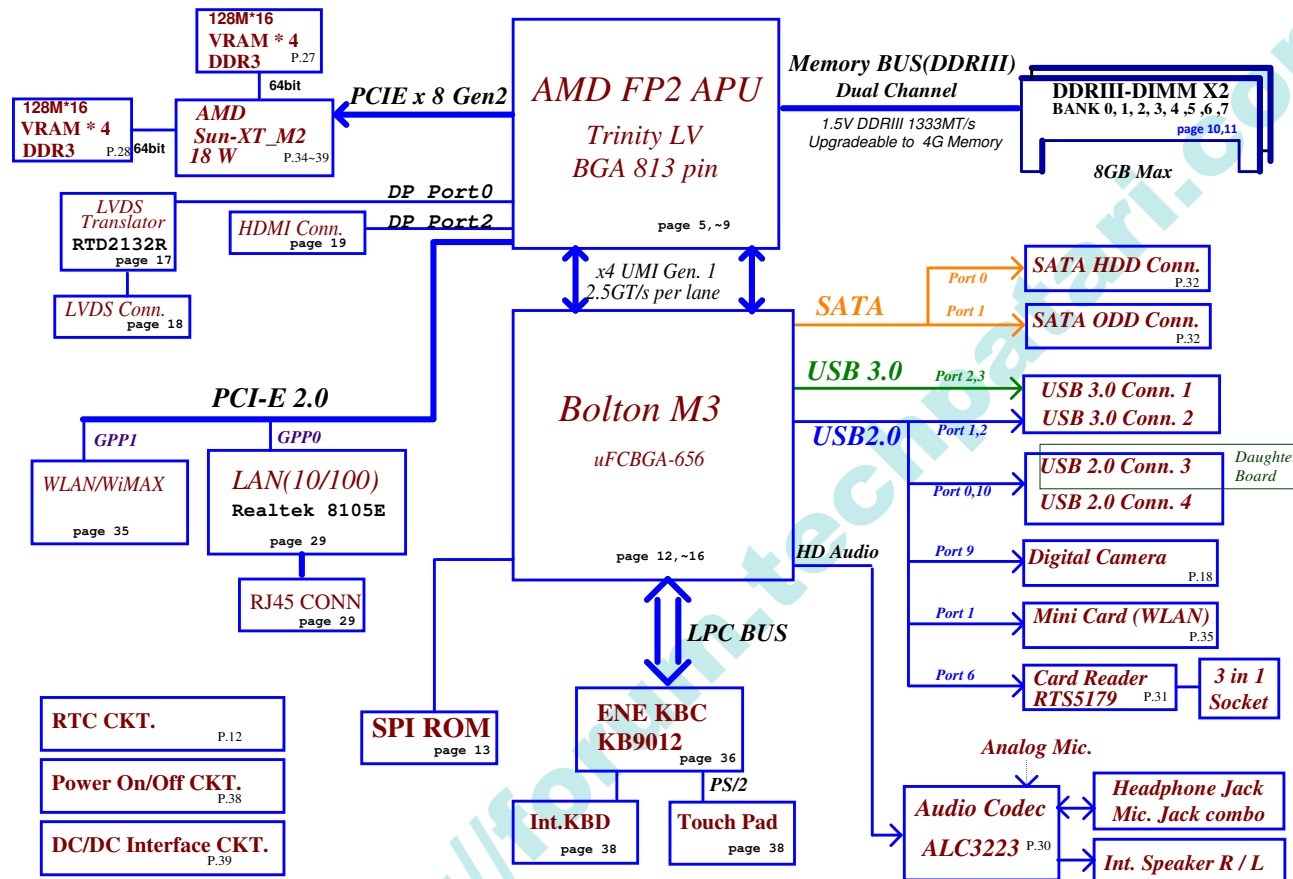 128M*16
VRAM * 4
DDR3
P.27
64bit
128M*16
VRAM * 4
DDR3
P.28
64bit
AMD
Sun-XT_M2
18 W
P.34~39
PCIE x 8 Gen2
AMD FP2 APU
Trinity LV
BGA 813 pin
page 5,~9
Memory BUS(DDRIII)
Dual Channel
1.5V DDRIII 1333MT/s
Upgradeable to 4G Memory
DDRIII-DIMM X2
BANK 0, 1, 2, 3, 4 ,5 ,6 ,7
page 10,11
8GB Max
DP Port0
DP Port2
LVDS
Translator
RTD2132R
page 17
HDMI Conn.
page 19
LVDS Conn.
page 18
x4 UMI Gen. 1
2.5GT/s per lane
PCI-E 2.0
GPP1
GPP0
WLAN/WiMAX
page 35
LAN(10/100)
Realtek 8105E
page 29
RJ45 CONN
page 29
Bolton M3
uFCBGA-656
page 12,~16
SATA
Port 0
SATA HDD Conn.
P.32
Port 1
SATA ODD Conn.
P.32
USB 3.0
Port 2,3
USB 3.0 Conn. 1
USB 3.0 Conn. 2
USB2.0
Port 1,2
USB 2.0 Conn. 3
Daughte
Board
Port 0,10
USB 2.0 Conn. 4
HD Audio
Port 9
Digital Camera
P.18
Port 1
Mini Card (WLAN)
P.35
Port 6
Card Reader
RTS5179
P.31
3 in 1
Socket
LPC BUS
SPI ROM
page 13
ENE KBC
KB9012
page 36
PS/2
Int.KBD
page 38
Touch Pad
page 38
Analog Mic.
Audio Codec
ALC3223
P.30
Headphone Jack
Mic. Jack combo
Int. Speaker R / L
RTC CKT.
P.12
Power On/Off CKT.
P.38
DC/DC Interface CKT.
P.39
//forum.techpatari.co